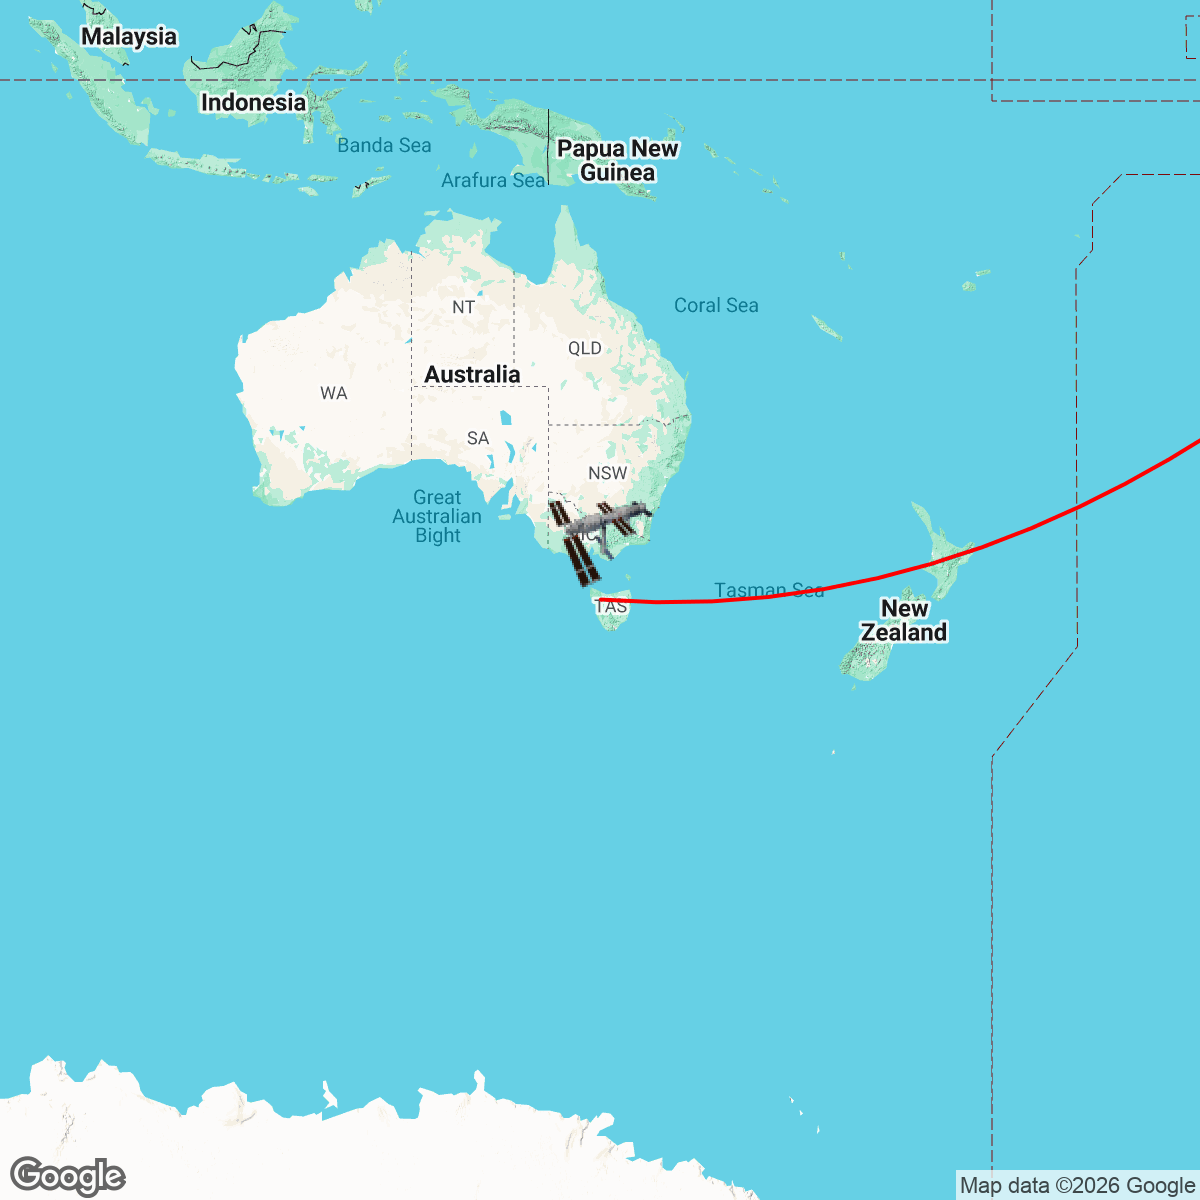 Malaysia
Indonesia
Banda Sea
Papua New
Guinea
Arafura Sea
Coral Sea
NT
QLD
Australia
WA
SA
NSW
Great
Australian
Bight
Tasman Sea
TAS
New
Zealand
Google
Map data ©2026 Google